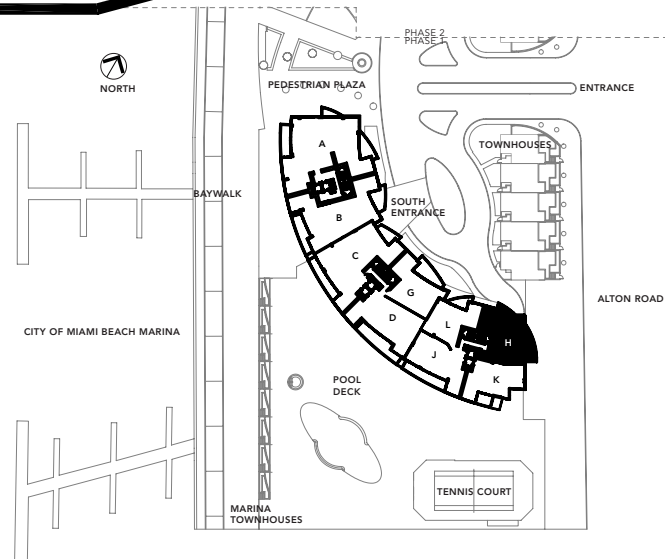 PHASE 2
PHASE 1
NORTH
PEDESTRIAN PLAZA
ENTRANCE
A
TOWNHOUSES
BAYWALK
SOUTH
ENTRANCE
B
C
G
D
L
H
J
K
ALTON ROAD
CITY OF MIAMI BEACH MARINA
POOL
DECK
TENNIS COURT
MARINA
TOWNHOUSES